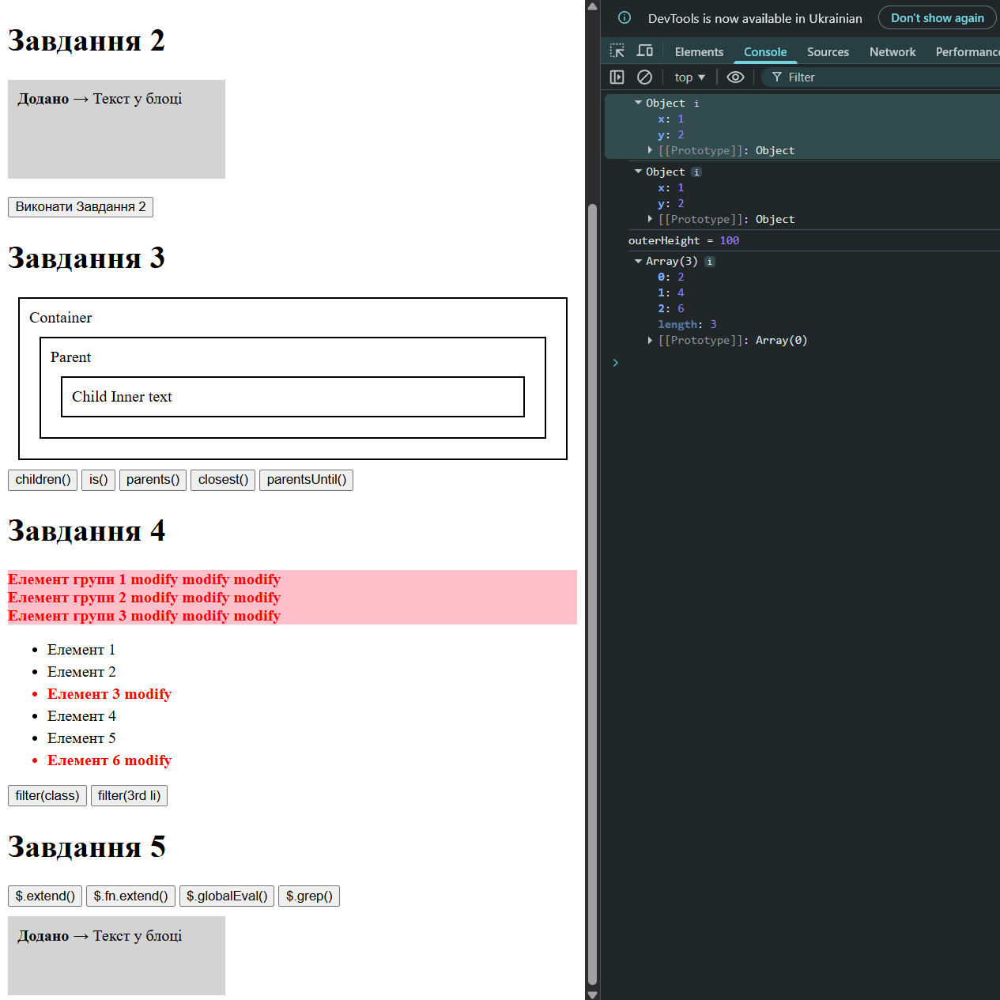 Завдання 2
Додано → Текст у блоці
Виконати Завдання 2
Завдання 3
Container
Parent
Child Inner text
children() is() parents() closest() parentsUntil()
Завдання 4
Елемент групи 1 modify modify modify
Елемент групи 2 modify modify modify
Елемент групи 3 modify modify modify
Елемент 1
Елемент 2
Елемент 3 modify
Елемент 4
Елемент 5
Елемент 6 modify
filter(class) filter(3rd li)
Завдання 5
$.extend() $.fn.extend() $.globalEval() $.grep()
Додано → Текст у блоці
DevTools is now available in Ukrainian Don't show again
Elements Console Sources Network Performanc
top Filter
Object i
x: 1
y: 2
[[Prototype]]: Object
Object i
x: 1
y: 2
[[Prototype]]: Object
outerHeight = 100
Array(3) i
0: 2
1: 4
2: 6
length: 3
[[Prototype]]: Array(0)